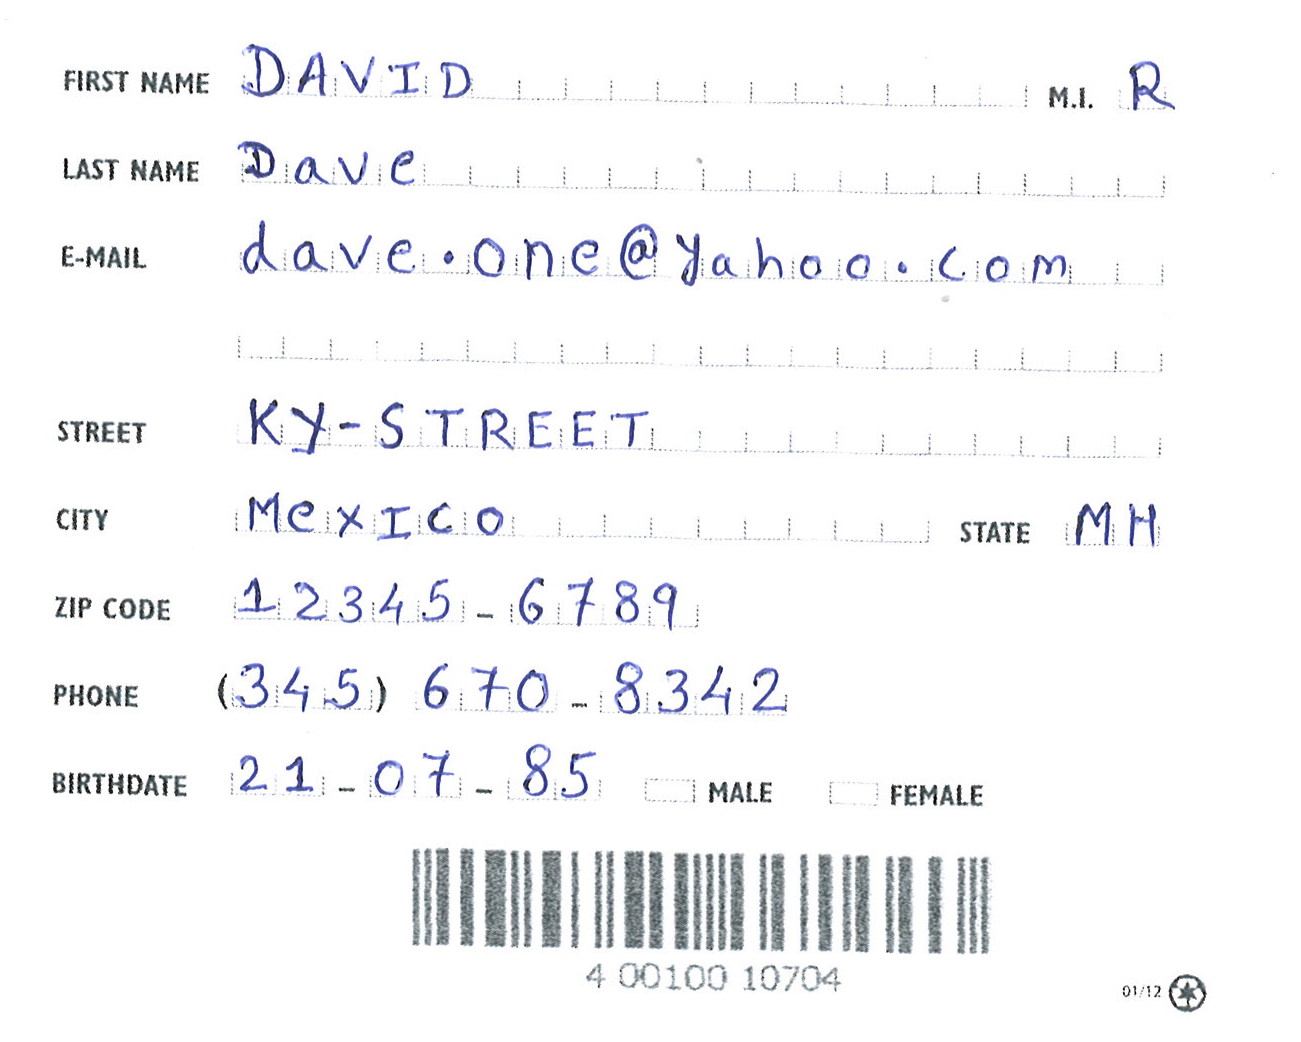 FIRST NAME DAVID M.I. R
LAST NAME Dave
E-MAIL dave.one@yahoo.com
STREET KY-STREET
CITY MexIco STATE MH
ZIP CODE 12345-6789
PHONE (345) 670-8342
BIRTHDATE 21-07-85 MALE FEMALE
4 00100 10704
01/12